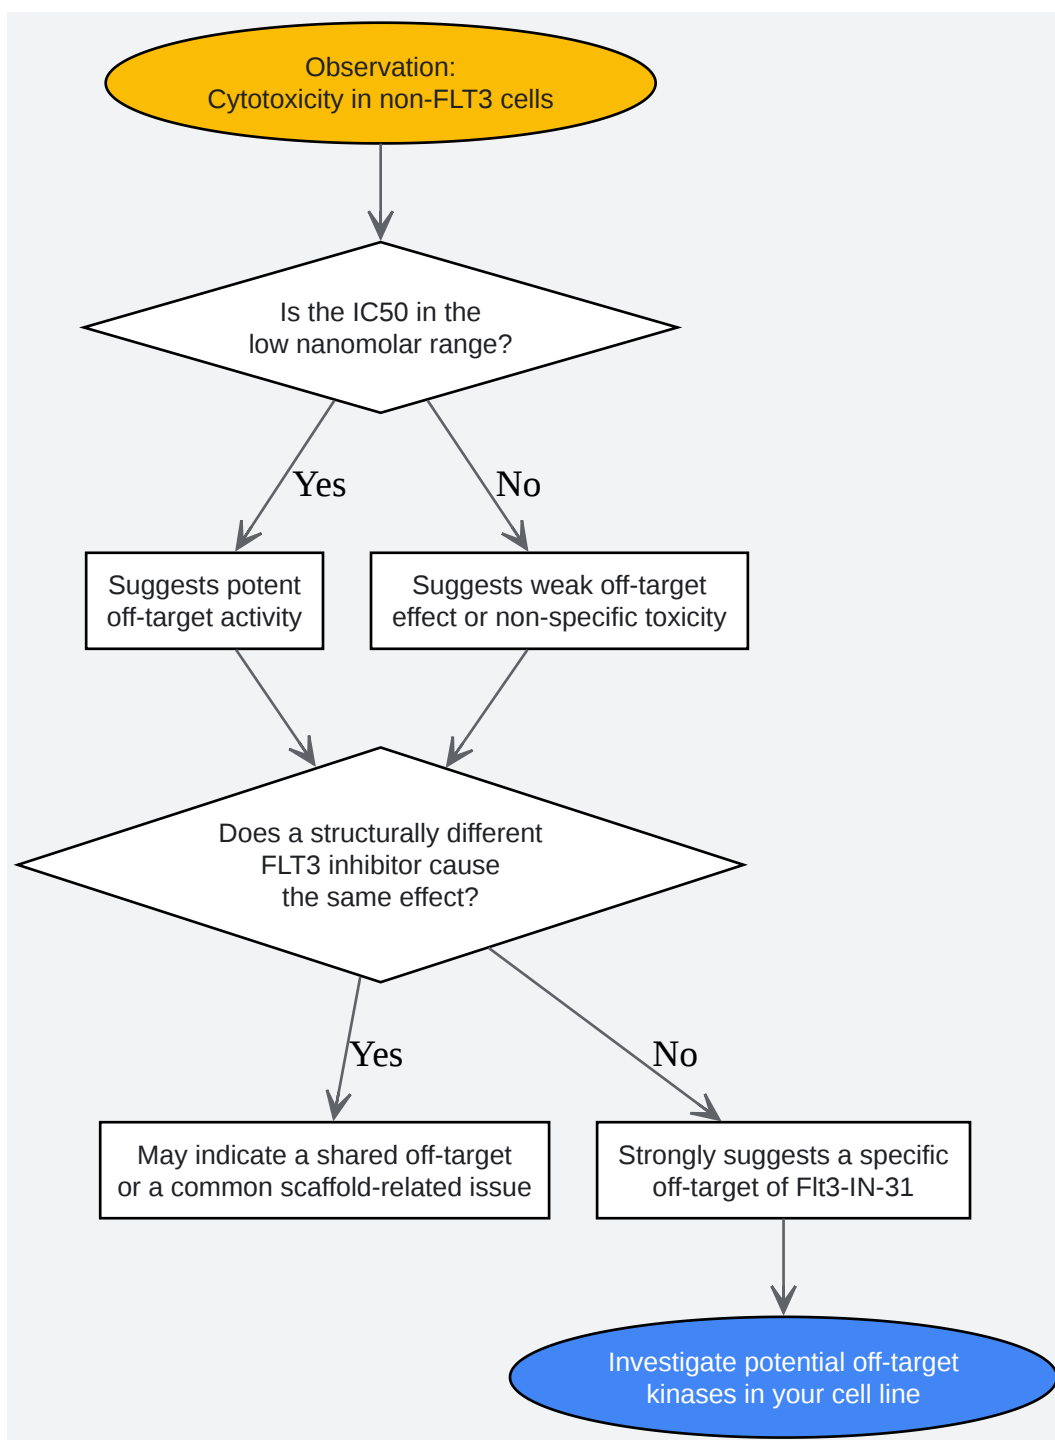 Observation:
Cytotoxicity in non-FLT3 cells
Is the IC50 in the
low nanomolar range?
Yes
No
Suggests potent
off-target activity
Suggests weak off-target
effect or non-specific toxicity
Does a structurally different
FLT3 inhibitor cause
the same effect?
Yes
No
May indicate a shared off-target
or a common scaffold-related issue
Strongly suggests a specific
off-target of Flt3-IN-31
Investigate potential off-target
kinases in your cell line